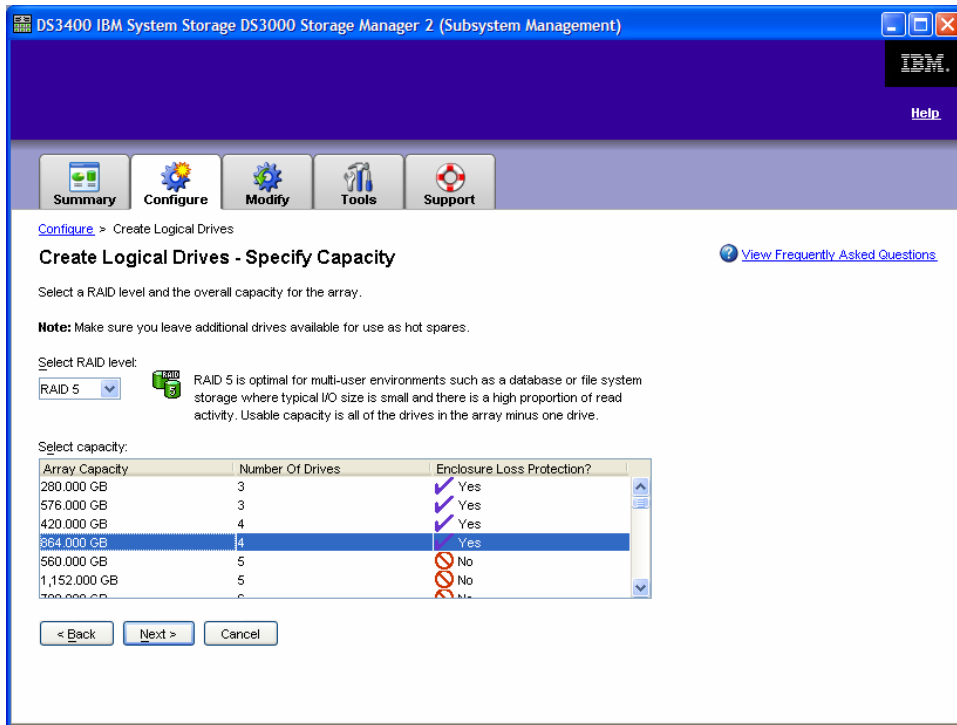 DS3400 IBM System Storage DS3000 Storage Manager 2 (Subsystem Management)
IBM.
Help
Summary
Configure
Modify
Tools
Support
Configure > Create Logical Drives
Create Logical Drives - Specify Capacity
View Frequently Asked Questions
Select a RAID level and the overall capacity for the array.
Note: Make sure you leave additional drives available for use as hot spares.
Select RAID level:
RAID 5
RAID
5
RAID 5 is optimal for multi-user environments such as a database or file system
storage where typical I/O size is small and there is a high proportion of read
activity. Usable capacity is all of the drives in the array minus one drive.
Select capacity:
Array Capacity Number Of Drives Enclosure Loss Protection?
280.000 GB 3 Yes
576.000 GB 3 Yes
420.000 GB 4 Yes
864.000 GB 4 Yes
560.000 GB 5 No
1,152.000 GB 5 No
< Back
Next >
Cancel